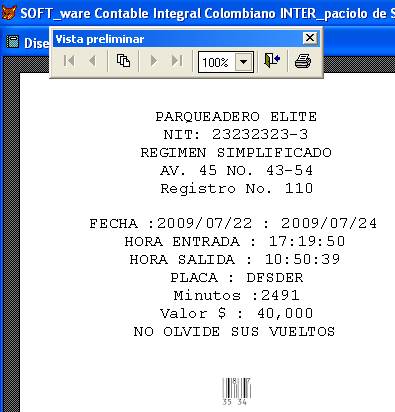 SOFT_ware Contable Integral Colombiano INTER_paciolo de S
Dise
Vista preliminar
100%
PARQUEADERO ELITE
NIT: 23232323-3
REGIMEN SIMPLIFICADO
AV. 45 NO. 43-54
Registro No. 110
FECHA :2009/07/22 : 2009/07/24
HORA ENTRADA : 17:19:50
HORA SALIDA : 10:50:39
PLACA : DFSDER
Minutos :2491
Valor $ : 40,000
NO OLVIDE SUS VUELTOS
35 34